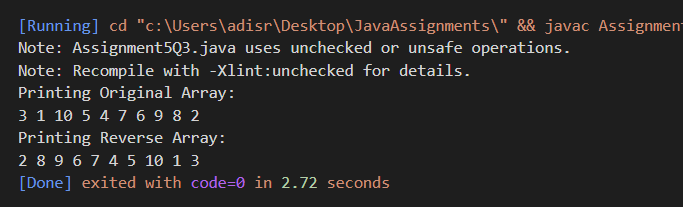 [Running] cd "c:\Users\adisr\Desktop\JavaAssignments\" && javac Assignment
Note: Assignment5Q3.java uses unchecked or unsafe operations.
Note: Recompile with -Xlint:unchecked for details.
Printing Original Array:
3 1 10 5 4 7 6 9 8 2
Printing Reverse Array:
2 8 9 6 7 4 5 10 1 3
[Done] exited with code=0 in 2.72 seconds